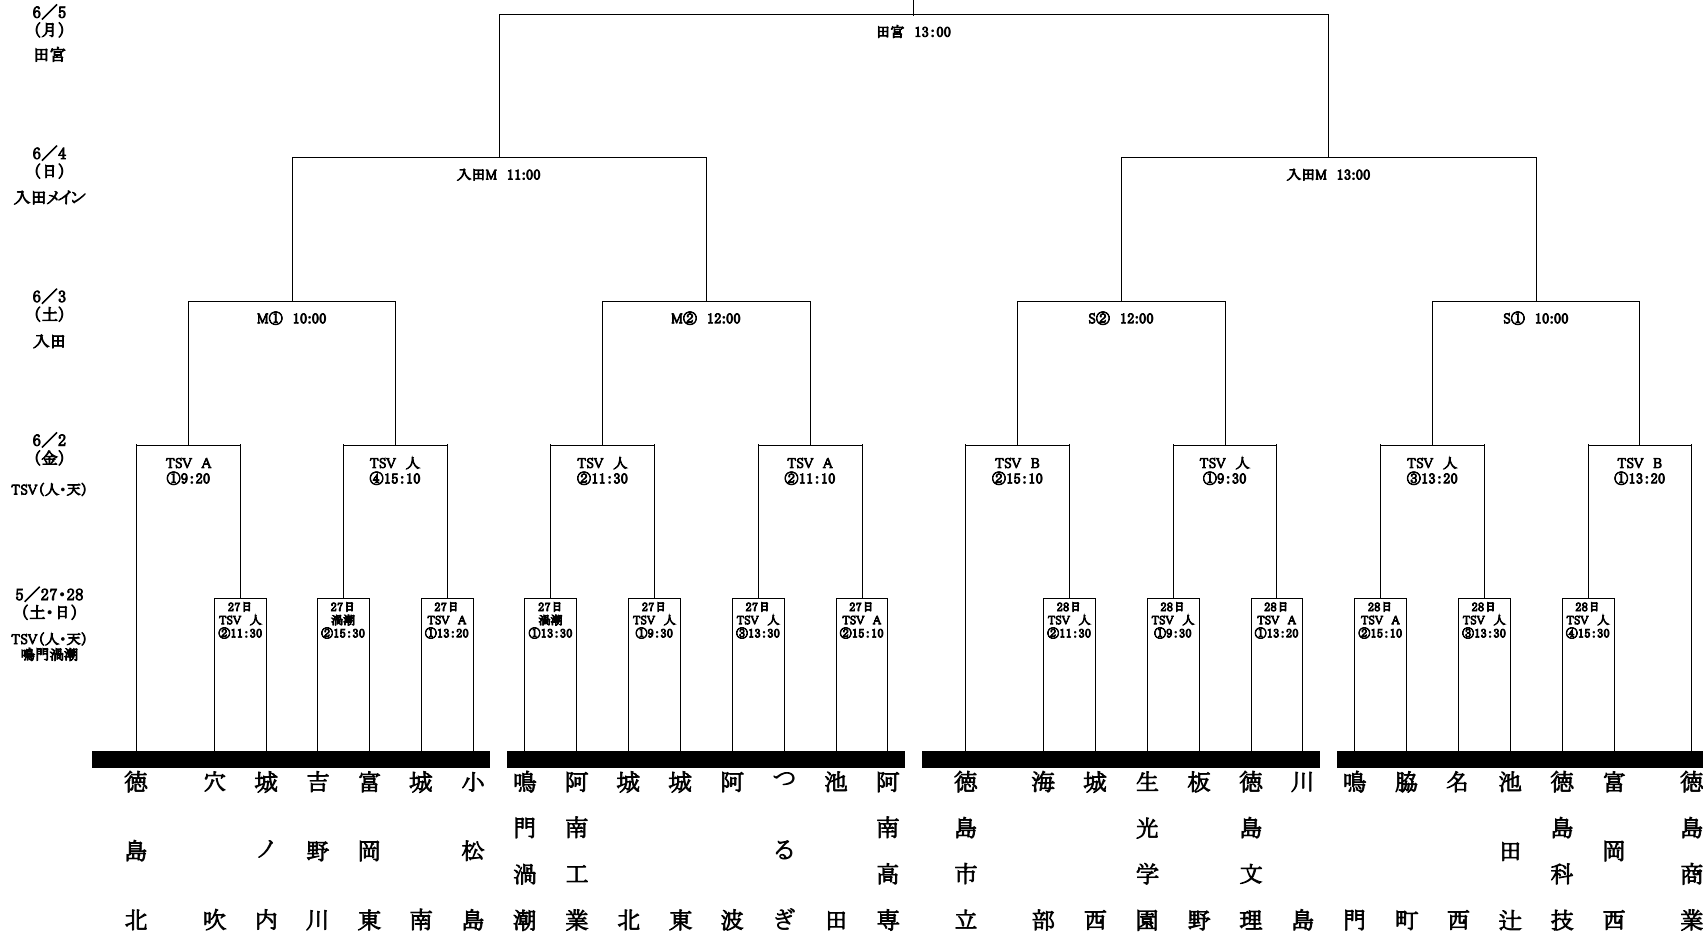 6／5
（月）
田宮
田宮 13：00
6／4
（日）
入田メイン
入田M 11:00
入田M 13:00
6／3
（土）
入田
M① 10:00
M② 12:00
S② 12:00
S① 10:00
6／2
（金）
TSV（人・天）
TSV A
①9：20
TSV 人
④15：10
TSV 人
②11：30
TSV A
②11：10
TSV B
②15：10
TSV 人
①9：30
TSV 人
③13：20
TSV B
①13：20
5／27・28
（土・日）
TSV（人・天）
鳴門渦潮
27日
TSV 人
②11：30
27日
渦潮
②15：30
27日
TSV A
①13：20
27日
渦潮
①13：30
27日
TSV 人
①9：30
27日
TSV 人
③13：30
27日
TSV A
②15：10
28日
TSV 人
②11：30
28日
TSV 人
①9：30
28日
TSV A
①13：20
28日
TSV A
②15：10
28日
TSV 人
③13：30
28日
TSV 人
④15：30
徳島北
穴吹
城ノ内
吉野川
富岡東
城南
小松島
鳴門渦潮
阿南工業
城北
城東
阿波
つるぎ
池田
阿南高専
徳島市立
海部
城西
生光学園
板野
徳島文理
川島
鳴門
脇町
名西
池田辻
徳島科技
富岡西
徳島商業